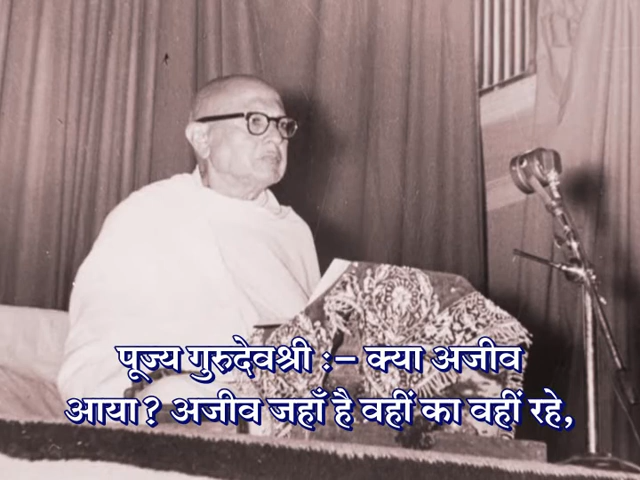 पूज्य गुरुदेवश्री :– क्या अजीव
आया? अजीव जहाँ है वहीं का वहीं रहे,